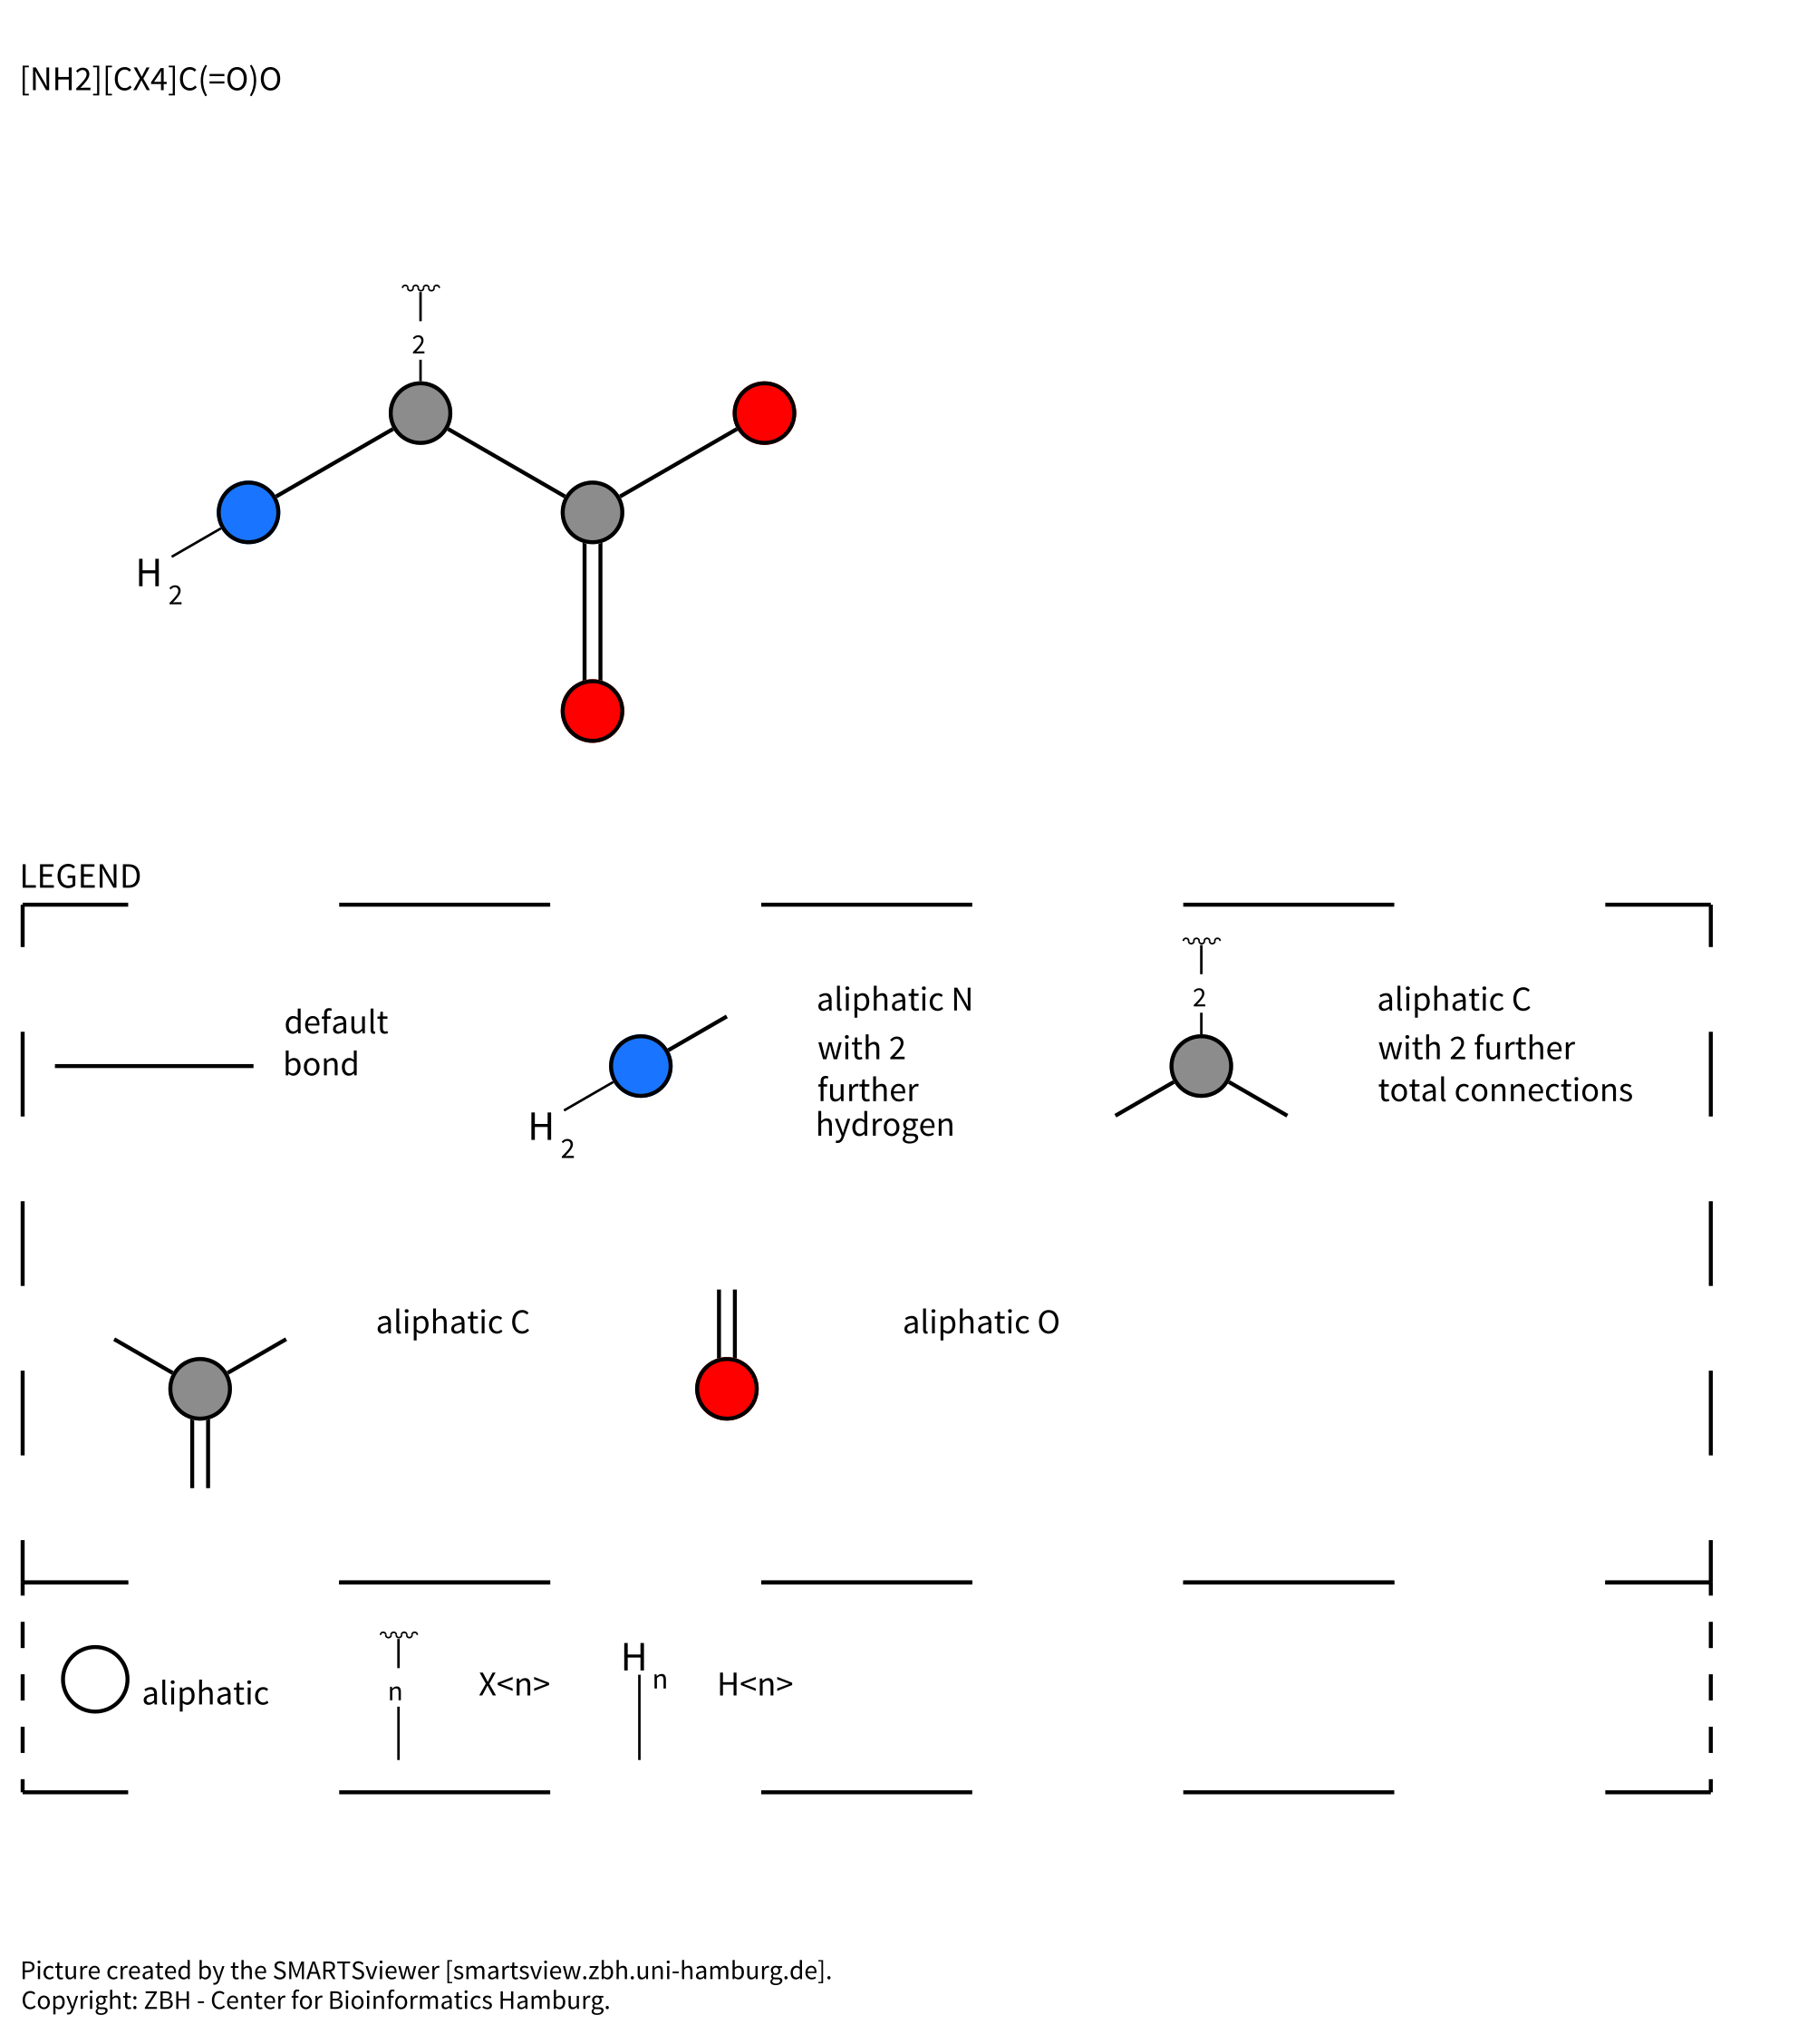 [NH2][CX4]C(=O)O
2
H
2
LEGEND
default
bond
H
2
aliphatic N
with 2
further
hydrogen
2
aliphatic C
with 2 further
total connections
aliphatic C
aliphatic O
aliphatic
n
X<n>
H
n
H<n>
Picture created by the SMARTSviewer [smartsview.zbh.uni-hamburg.de].
Copyright: ZBH - Center for Bioinformatics Hamburg.